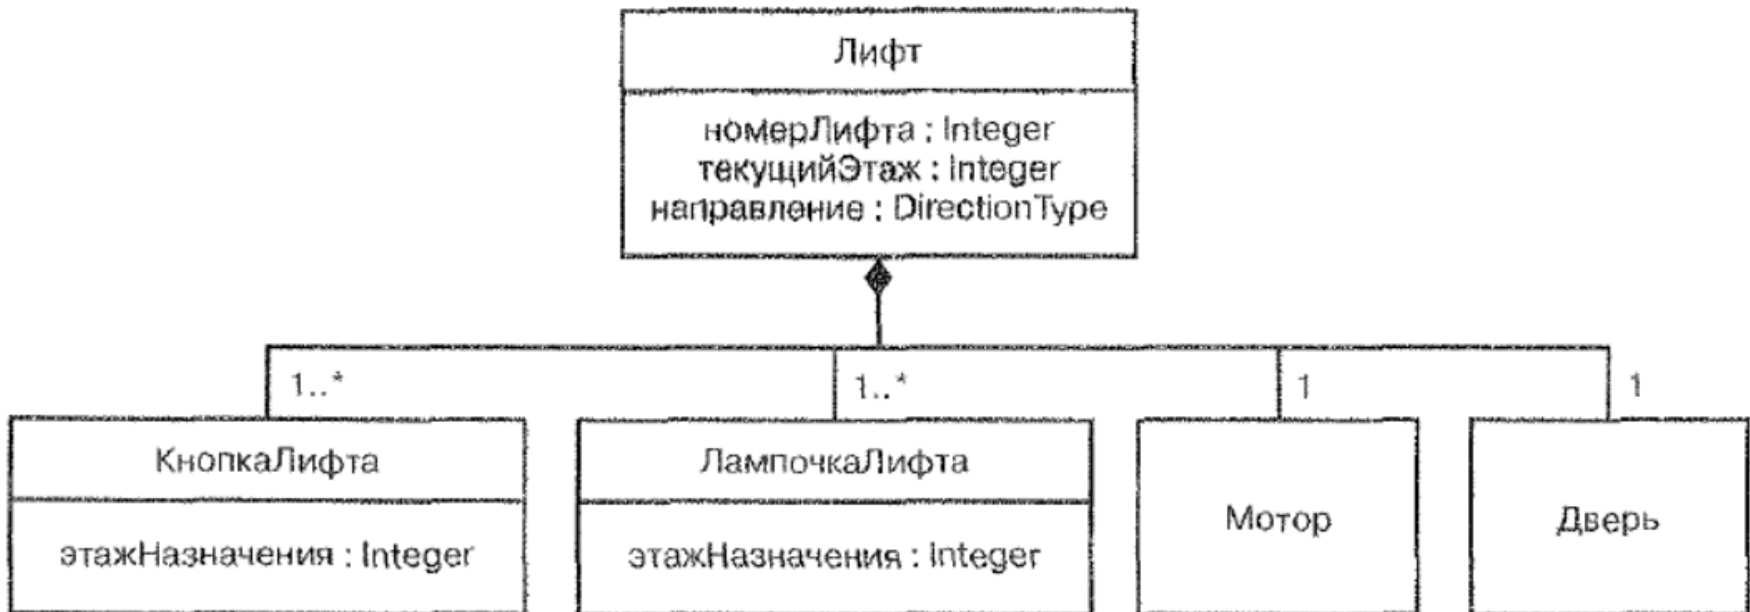 Лифт
номерЛифта : Integer
текущийЭтаж : Integer
направление : DirectionType
1..*
1..*
1
1
КнопкаЛифта
ЛампочкаЛифта
Мотор
Дверь
этажНазначения : Integer
этажНазначения : Integer